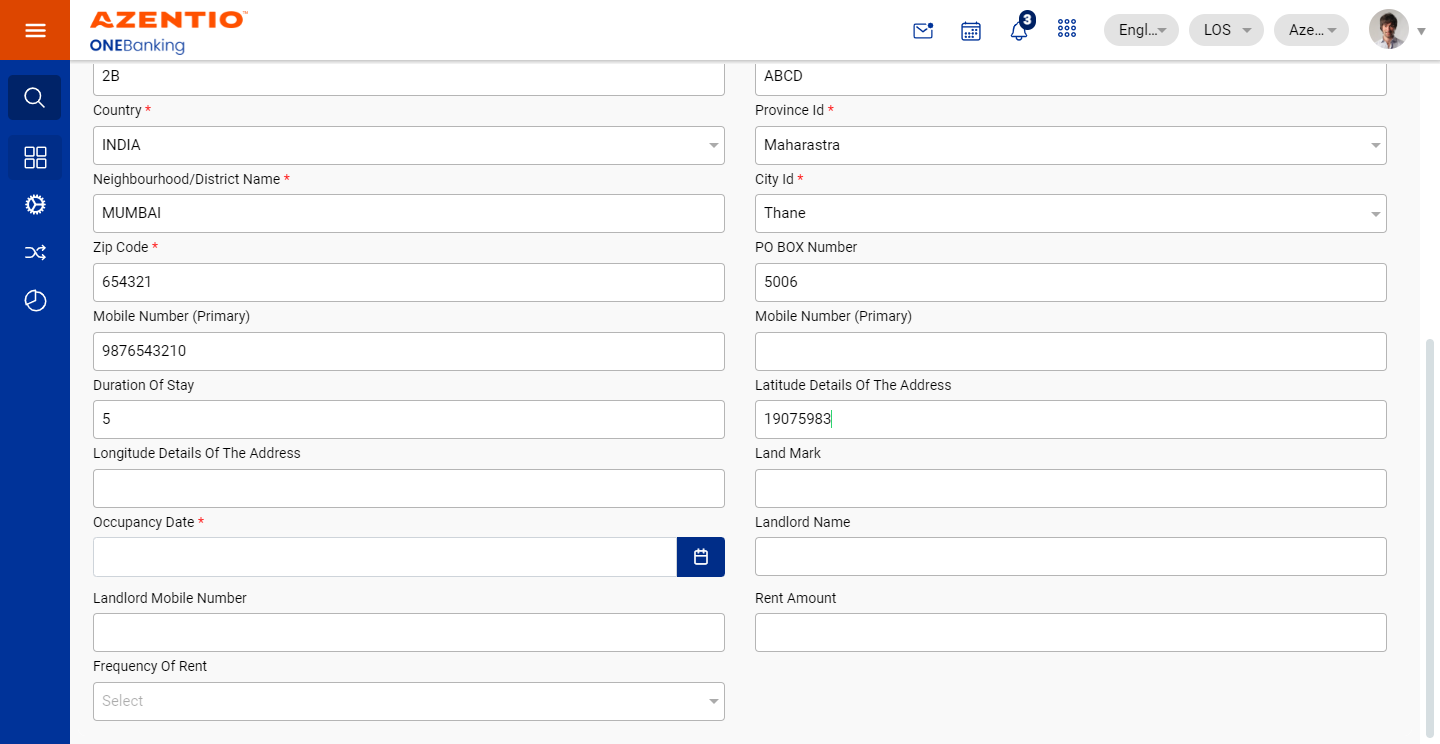 AZENTIO™
ONEBanking
3
Engl...
LOS
Aze...
2B
ABCD
Country *
Province Id *
INDIA
Maharastra
Neighbourhood/District Name *
City Id *
MUMBAI
Thane
Zip Code *
PO BOX Number
654321
5006
Mobile Number (Primary)
Mobile Number (Primary)
9876543210
Duration Of Stay
Latitude Details Of The Address
5
19075983
Longitude Details Of The Address
Land Mark
Occupancy Date *
Landlord Name
Landlord Mobile Number
Rent Amount
Frequency Of Rent
Select